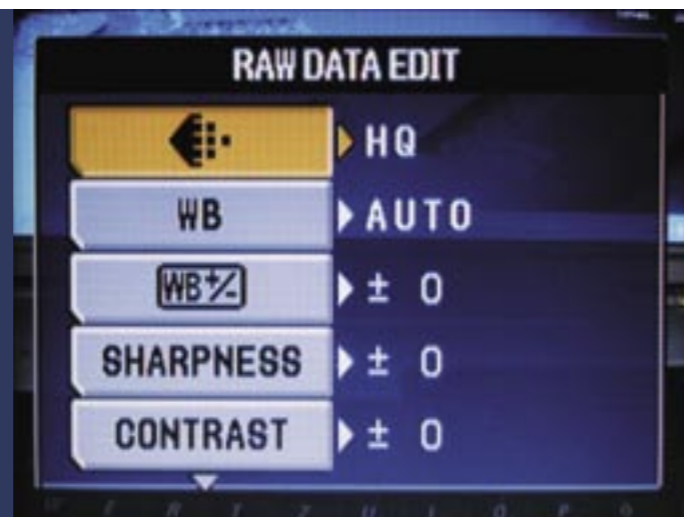 RAW DATA EDIT
HQ
WB AUTO
WB+/- ± 0
SHARPNESS ± 0
CONTRAST ± 0